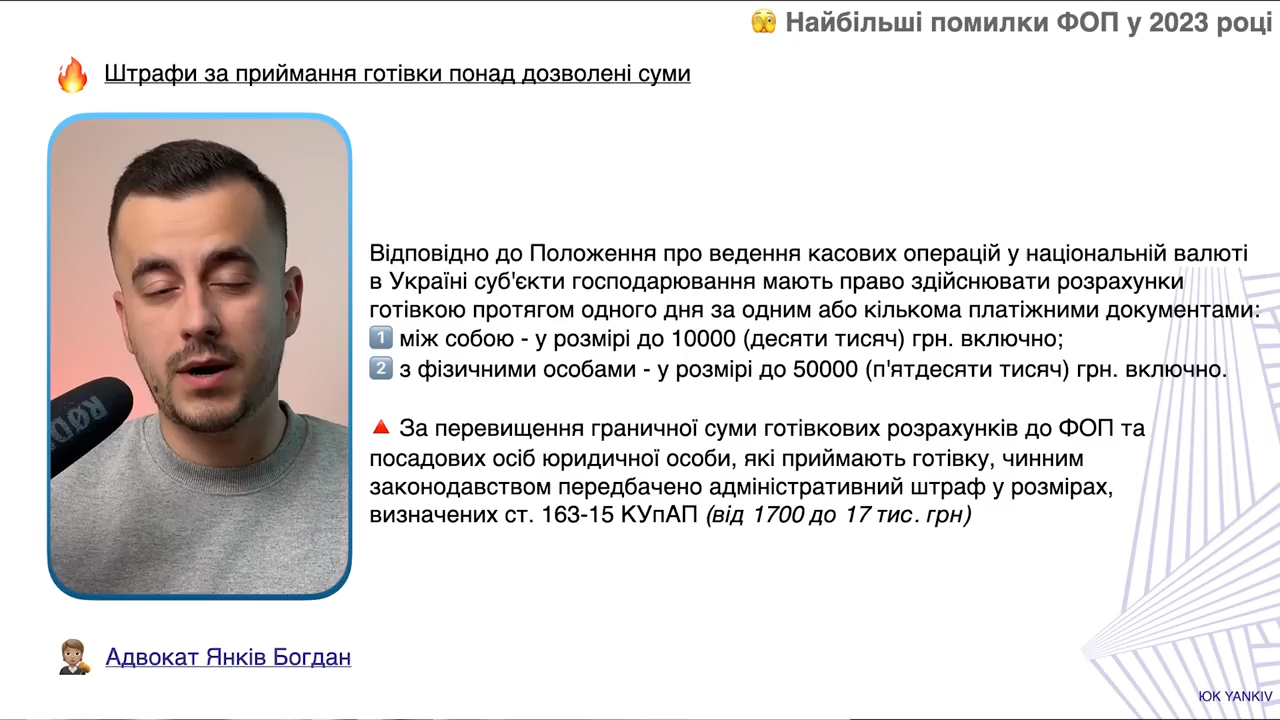 🫣 Найбільші помилки ФОП у 2023 році
🔥 Штрафи за приймання готівки понад дозволені суми
Відповідно до Положення про ведення касових операцій у національній валюті
в Україні суб'єкти господарювання мають право здійснювати розрахунки
готівкою протягом одного дня за одним або кількома платіжними документами:
1️⃣ між собою - у розмірі до 10000 (десяти тисяч) грн. включно;
2️⃣ з фізичними особами - у розмірі до 50000 (п'ятдесяти тисяч) грн. включно.
🔺 За перевищення граничної суми готівкових розрахунків до ФОП та
посадових осіб юридичної особи, які приймають готівку, чинним
законодавством передбачено адміністративний штраф у розмірах,
визначених ст. 163-15 КУпАП (від 1700 до 17 тис. грн)
RØDE
Адвокат Янків Богдан
ЮК YANKIV